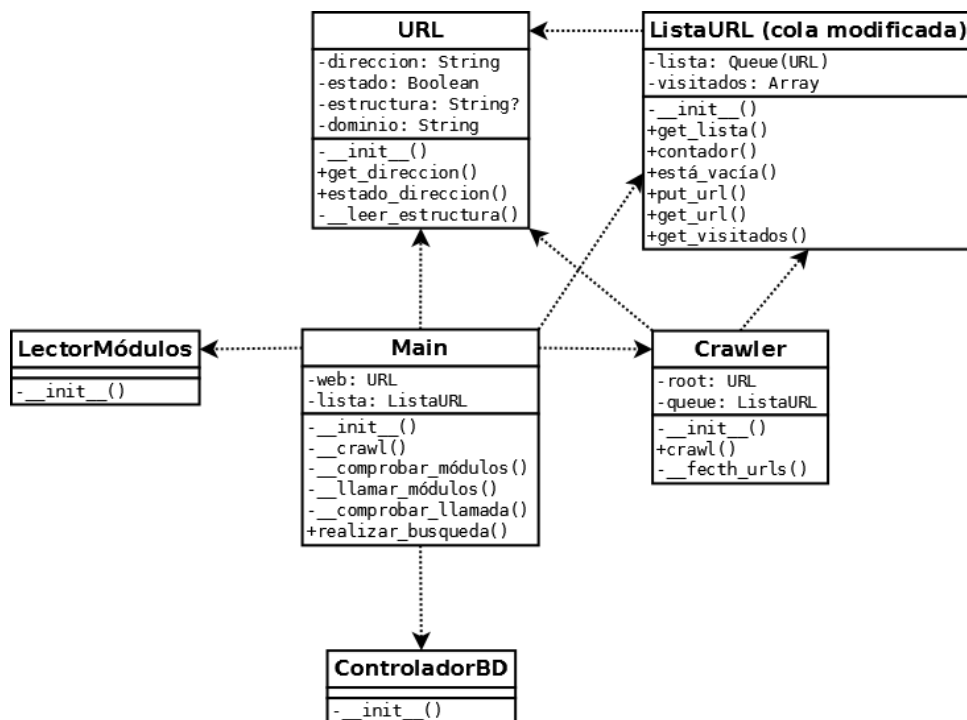 URL
-direccion: String
-estado: Boolean
-estructura: String?
-dominio: String
-__init__()
+get_direccion()
+estado_direccion()
-__leer_estructura()
ListaURL (cola modificada)
-lista: Queue(URL)
-visitados: Array
-__init__()
+get_lista()
+contador()
+está_vacía()
+put_url()
+get_url()
+get_visitados()
LectorMódulos
-__init__()
Main
-web: URL
-lista: ListaURL
-__init__()
-__crawl()
-__comprobar_módulos()
-__llamar_módulos()
-__comprobar_llamada()
+realizar_busqueda()
Crawler
-root: URL
-queue: ListaURL
-__init__()
+crawl()
-__fecth_urls()
ControladorBD
-__init__()